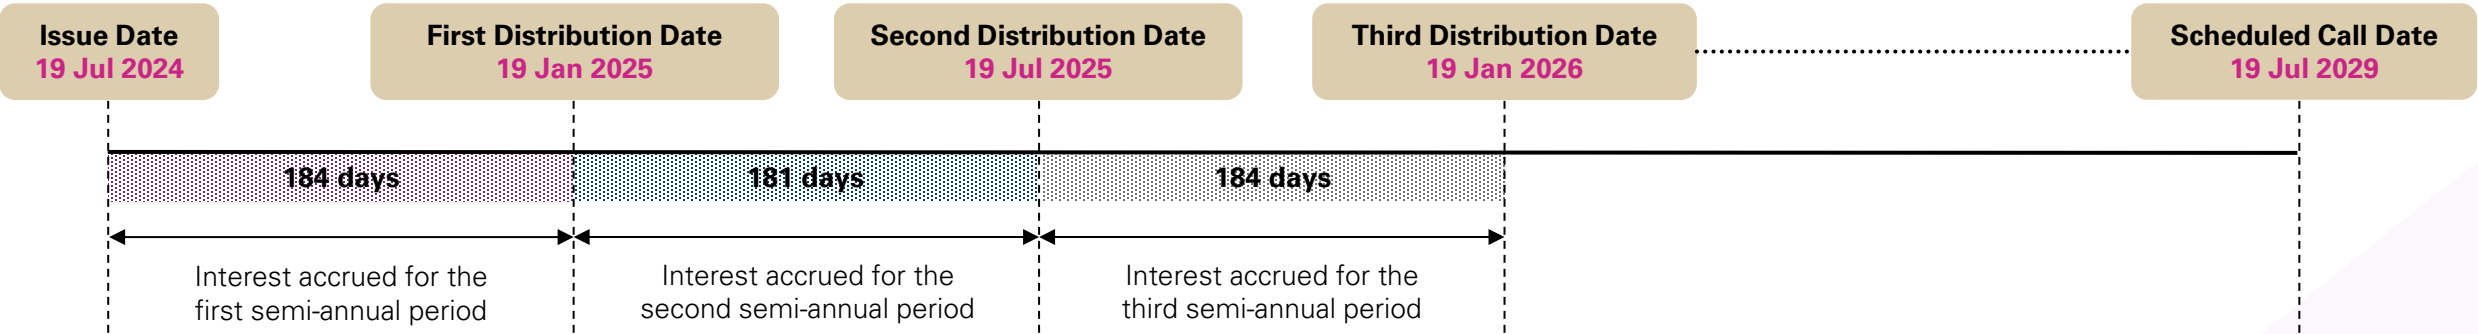 Issue Date
19 Jul 2024
First Distribution Date
19 Jan 2025
Second Distribution Date
19 Jul 2025
Third Distribution Date
19 Jan 2026
Scheduled Call Date
19 Jul 2029
184 days
181 days
184 days
Interest accrued for the
first semi-annual period
Interest accrued for the
second semi-annual period
Interest accrued for the
third semi-annual period